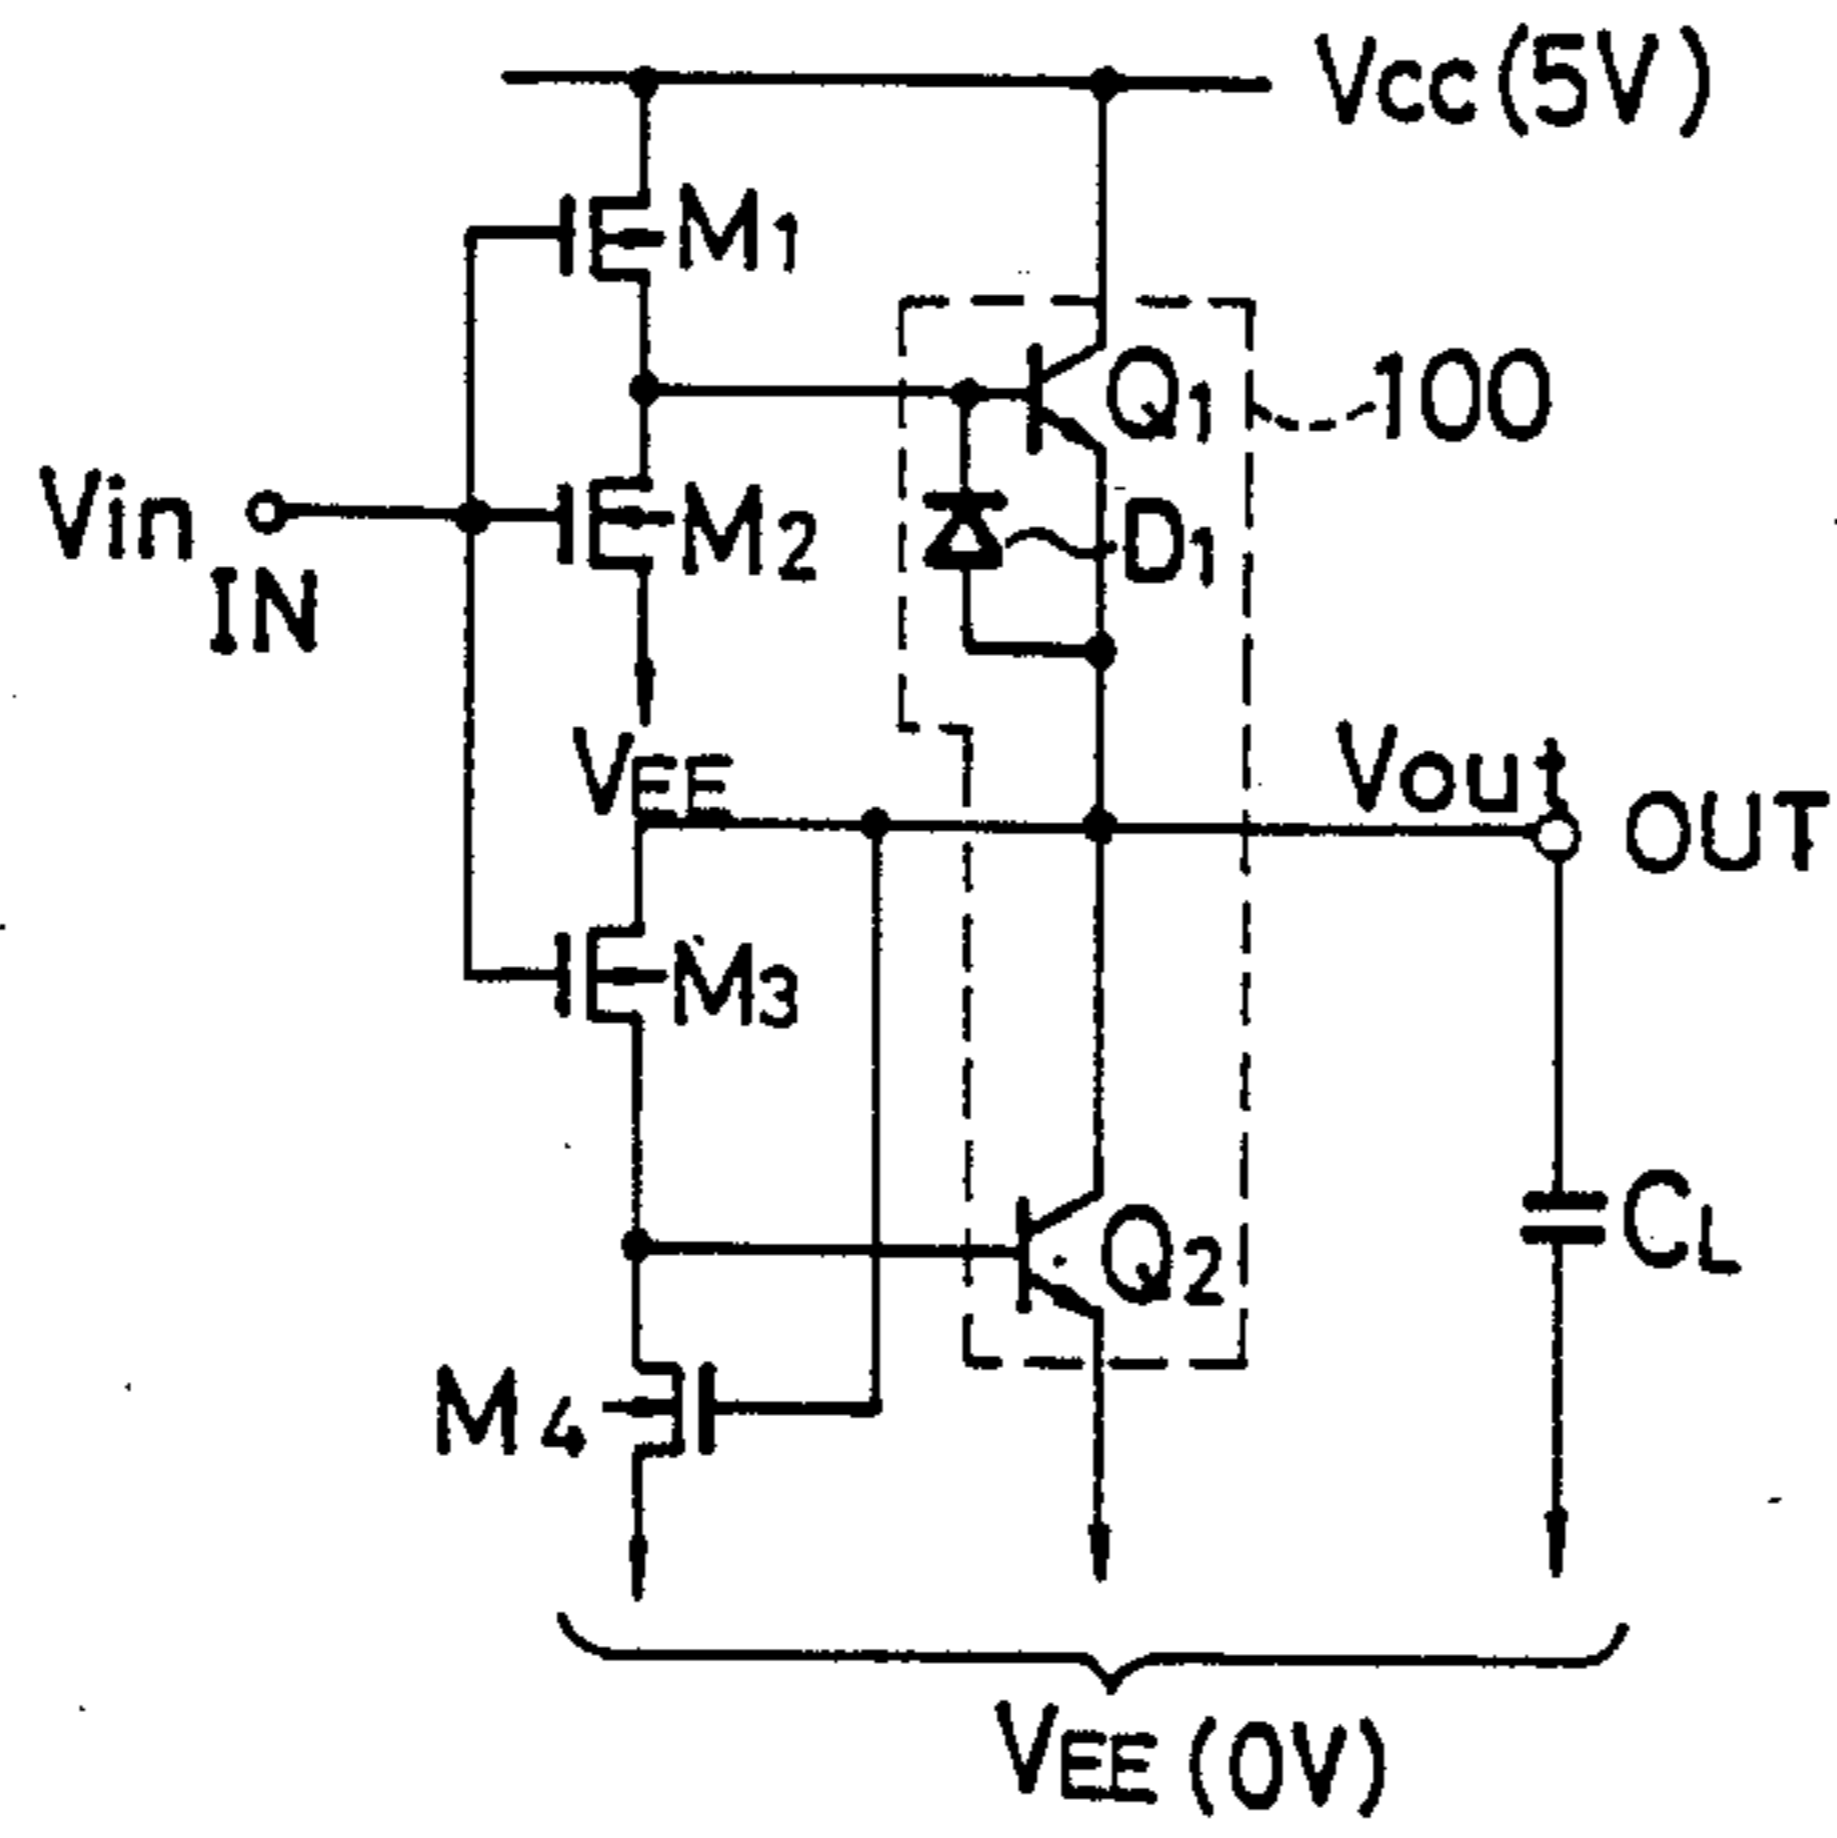 Vcc (5V)
M1
Q1
100
Vin
IN
M2
D1
VEE
Vout
OUT
M3
Q2
CL
M4
VEE (0V)